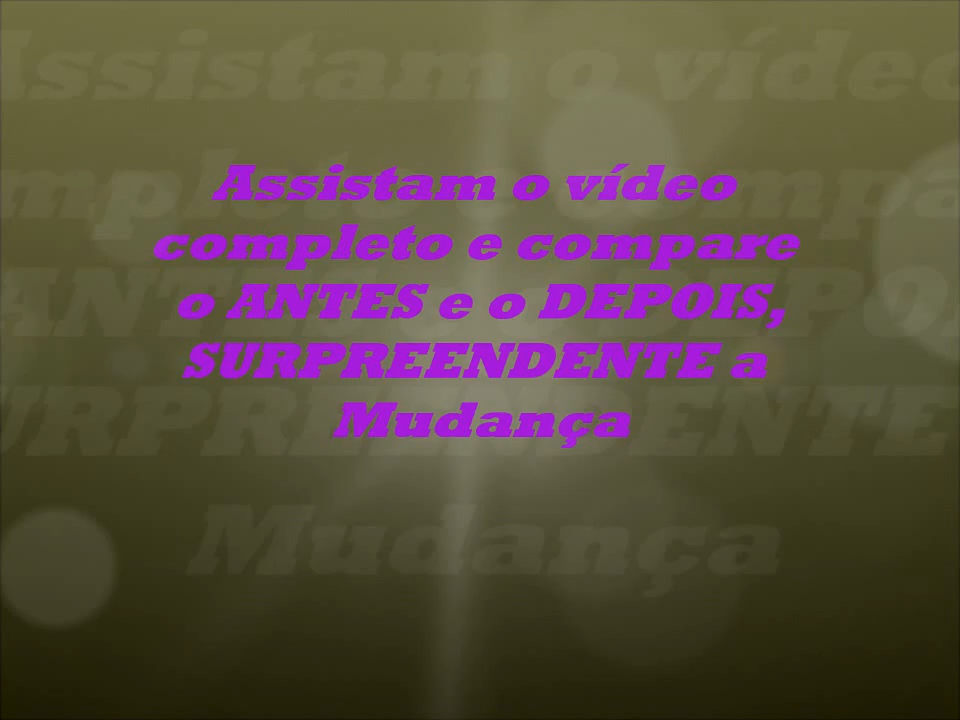 Assistam o vídeo
completo e compare
o ANTES e o DEPOIS,
SURPREENDENTE a
Mudança